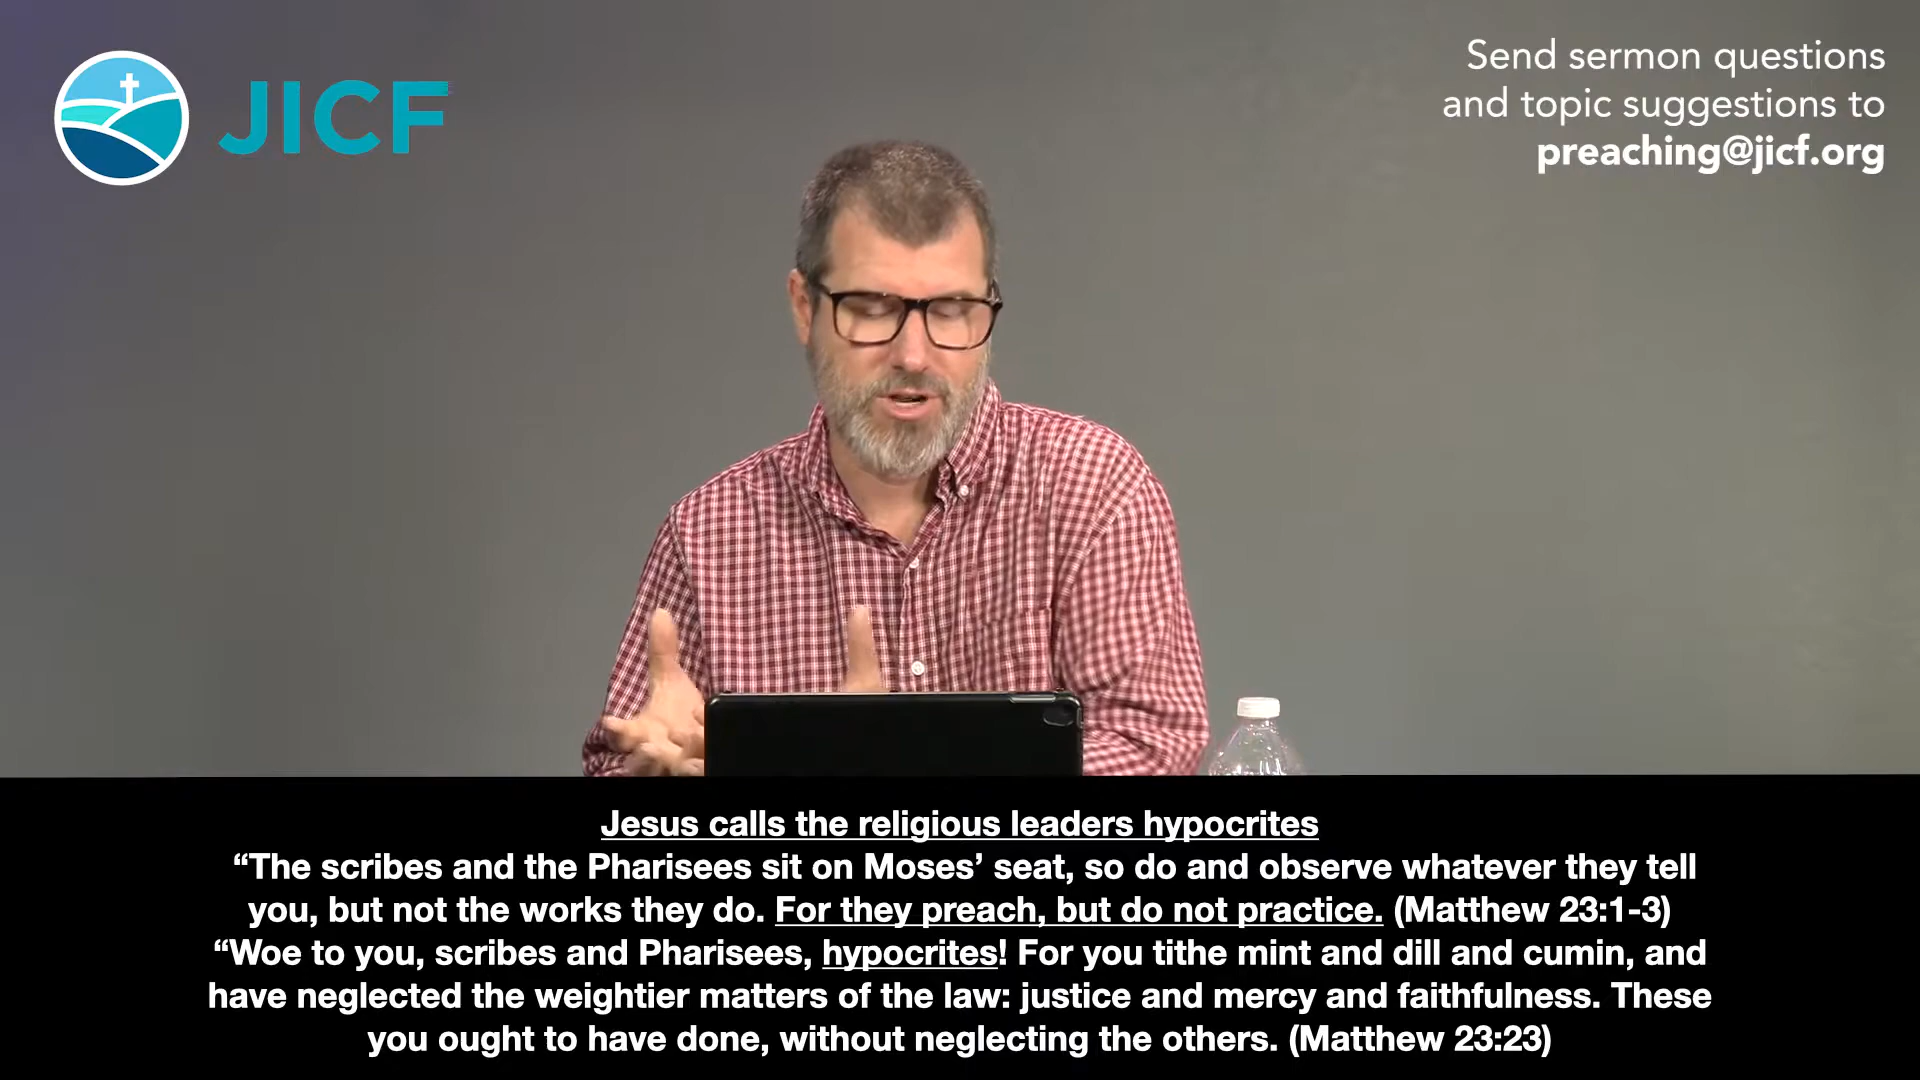 JICF
Send sermon questions
and topic suggestions to
preaching@jicf.org
Jesus calls the religious leaders hypocrites
“The scribes and the Pharisees sit on Moses’ seat, so do and observe whatever they tell
you, but not the works they do. For they preach, but do not practice. (Matthew 23:1-3)
“Woe to you, scribes and Pharisees, hypocrites! For you tithe mint and dill and cumin, and
have neglected the weightier matters of the law: justice and mercy and faithfulness. These
you ought to have done, without neglecting the others. (Matthew 23:23)